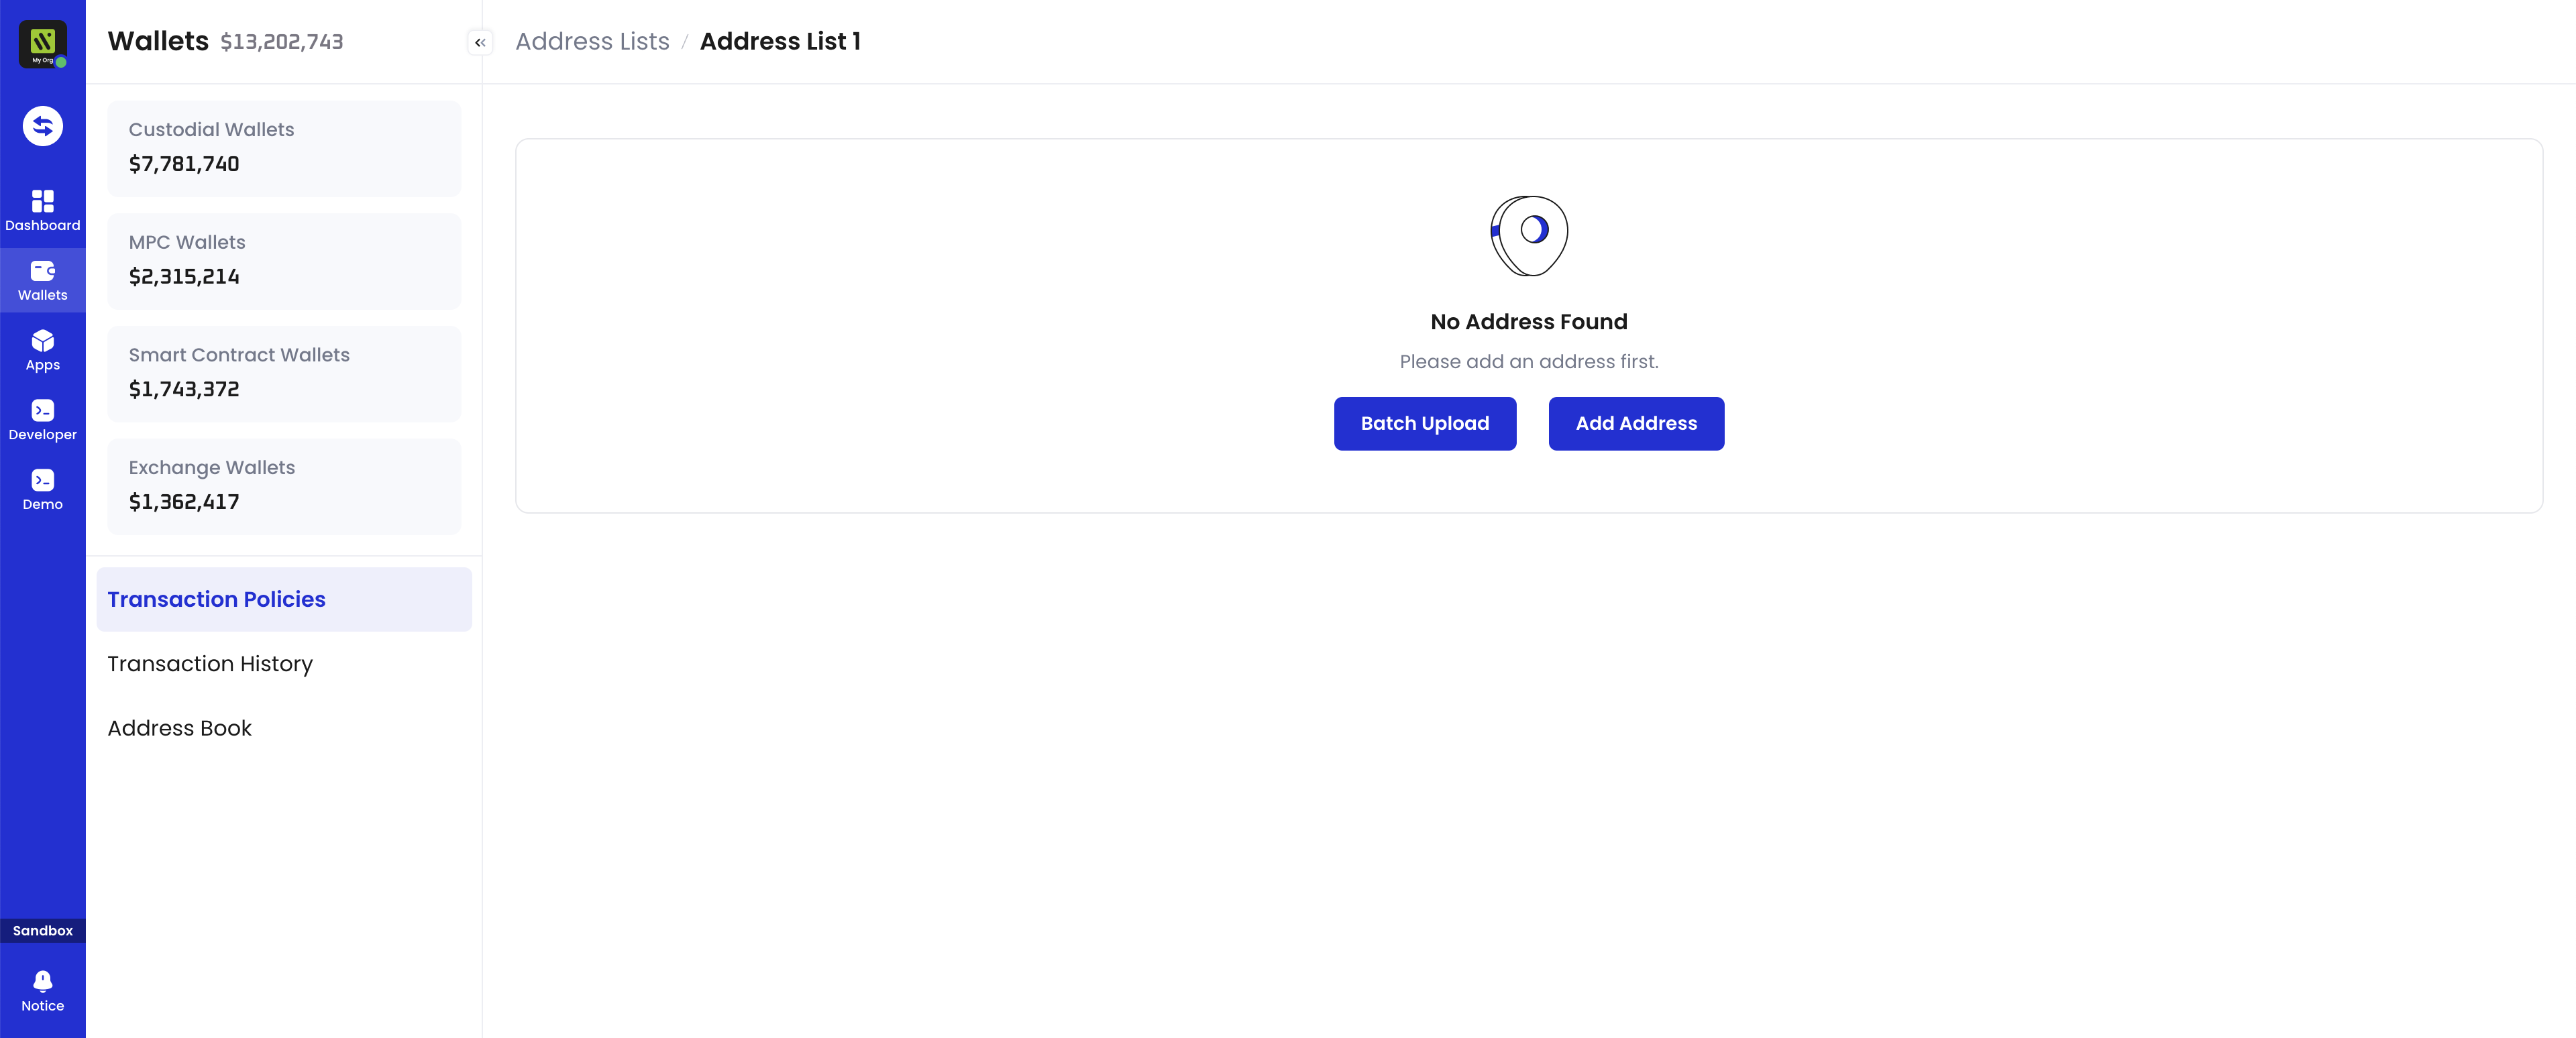 My Org
Dashboard
Wallets
Apps
Developer
Demo
Sandbox
Notice
Wallets $13,202,743
Custodial Wallets
$7,781,740
MPC Wallets
$2,315,214
Smart Contract Wallets
$1,743,372
Exchange Wallets
$1,362,417
Transaction Policies
Transaction History
Address Book
Address Lists / Address List 1
No Address Found
Please add an address first.
Batch Upload Add Address